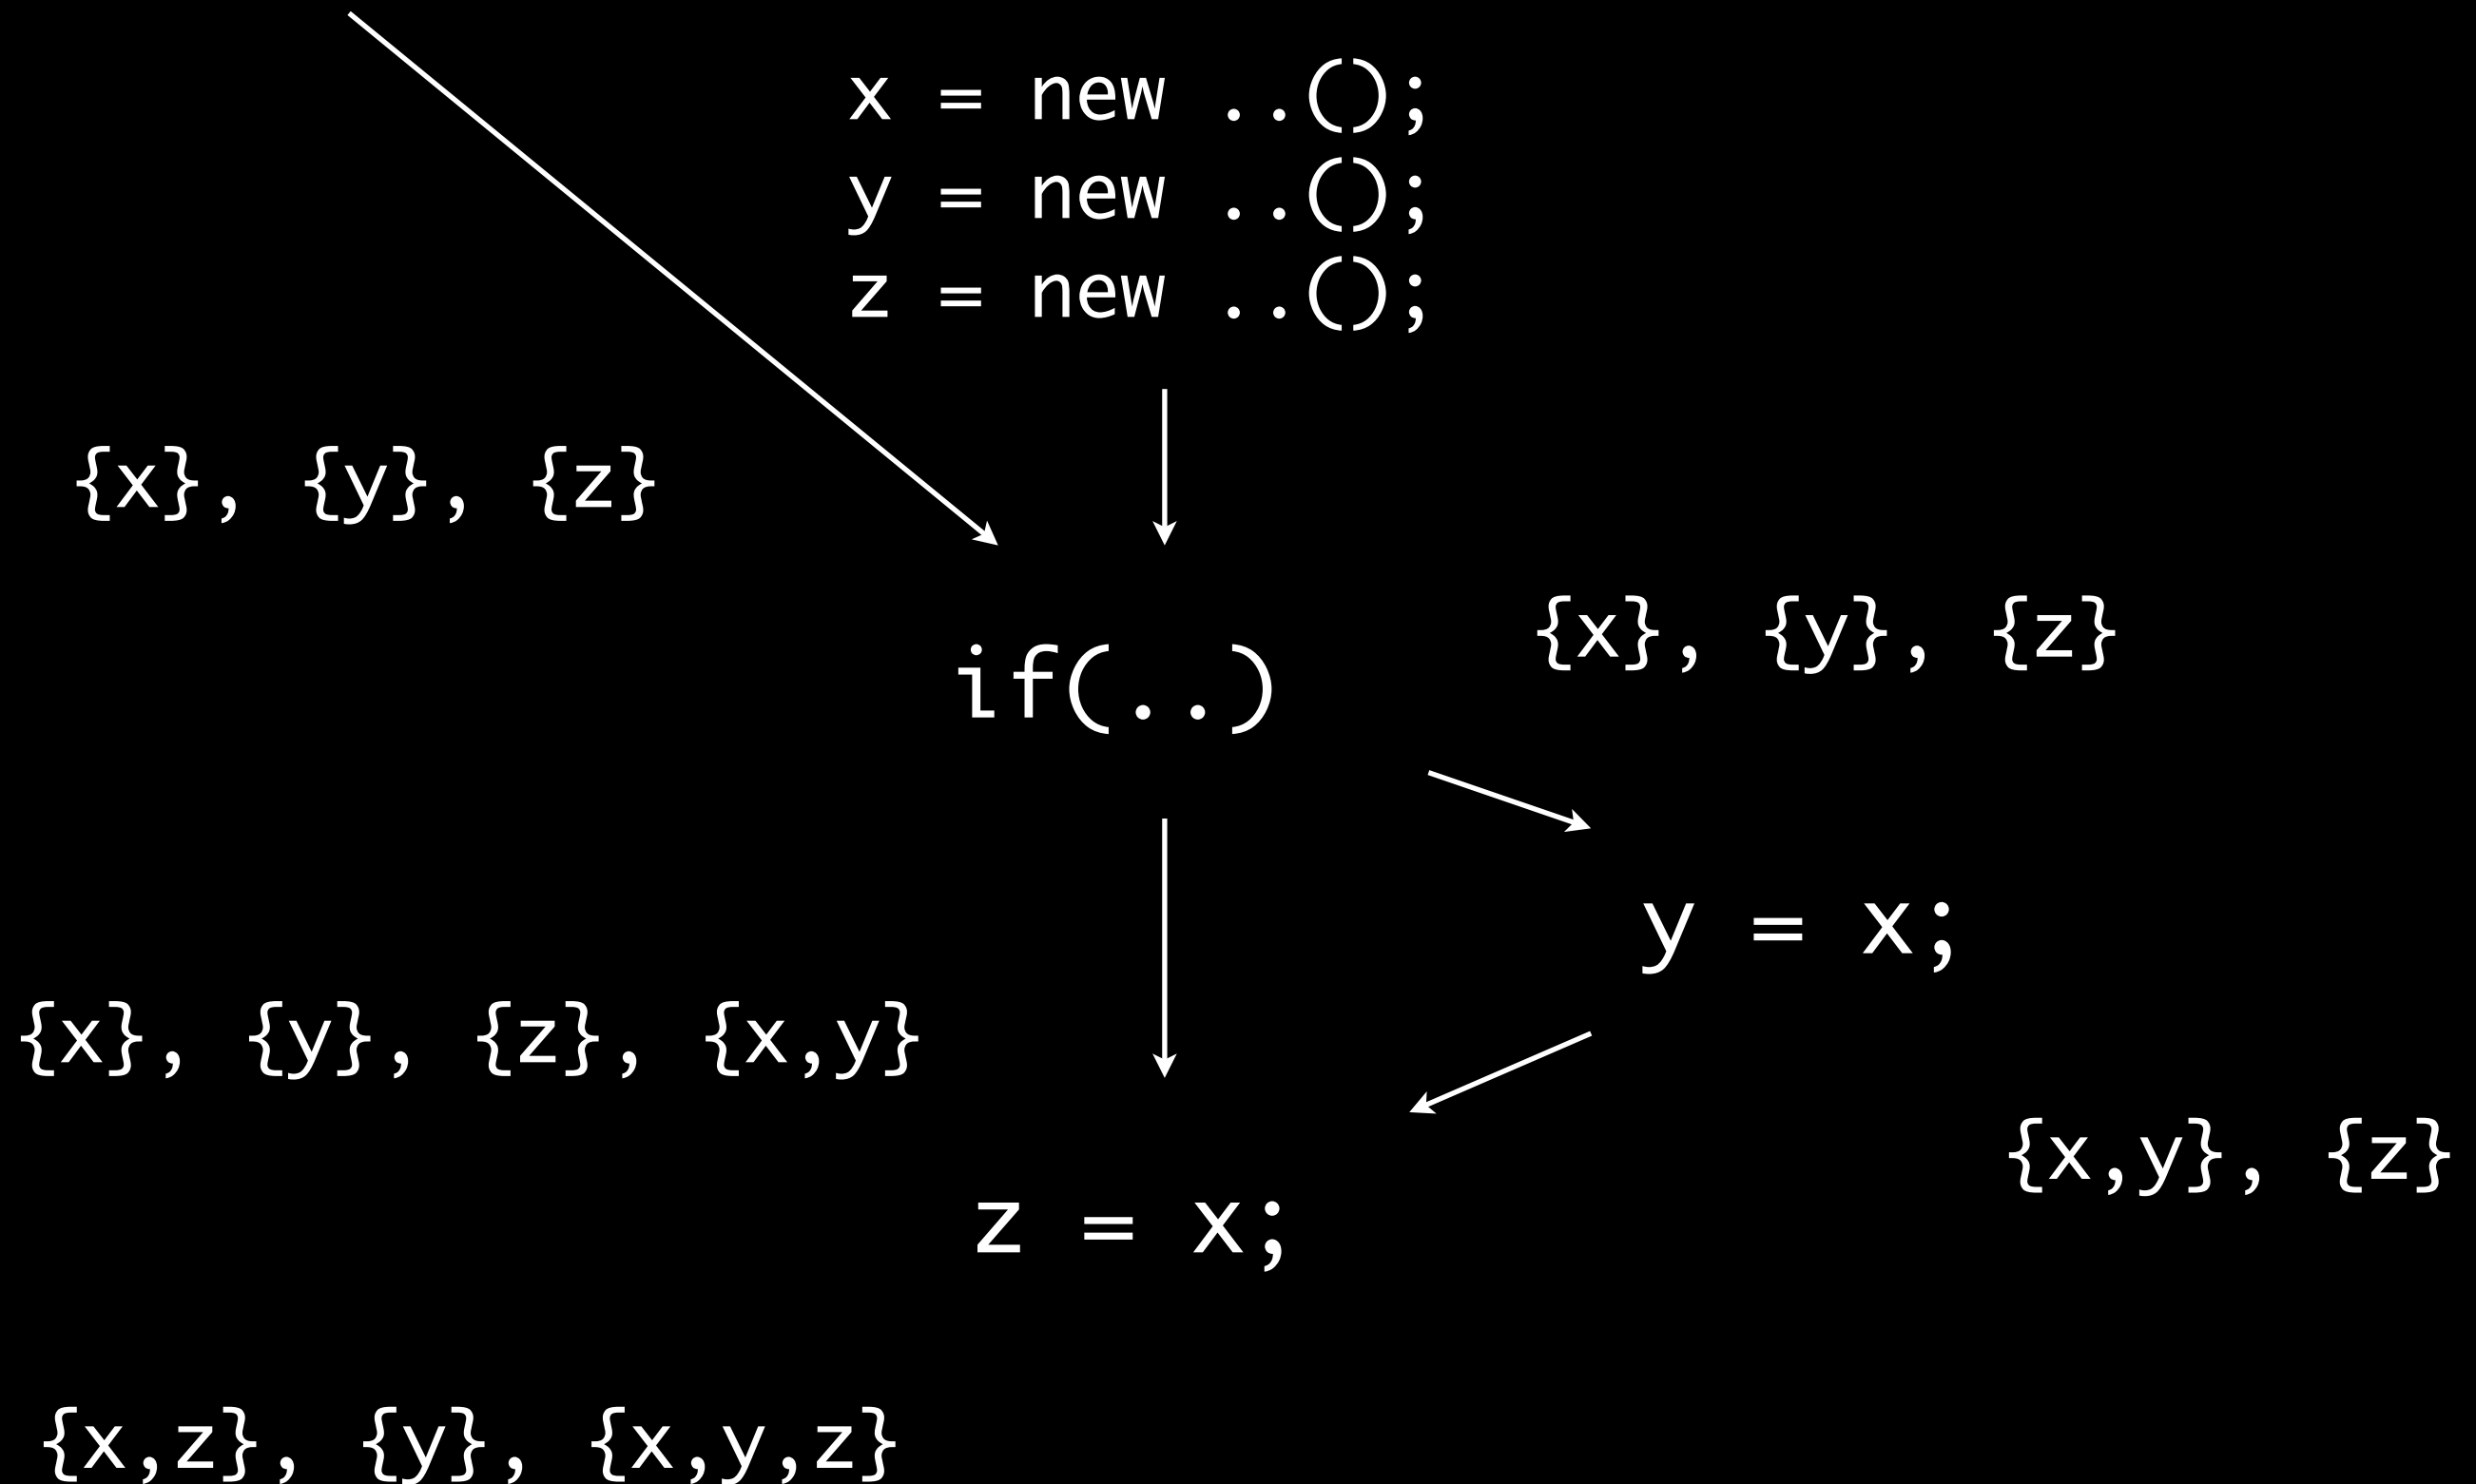 x = new ..();
y = new ..();
z = new ..();
{x}, {y}, {z}
{x}, {y}, {z}
if(..)
y = x;
{x}, {y}, {z}, {x,y}
{x,y}, {z}
z = x;
{x,z}, {y}, {x,y,z}